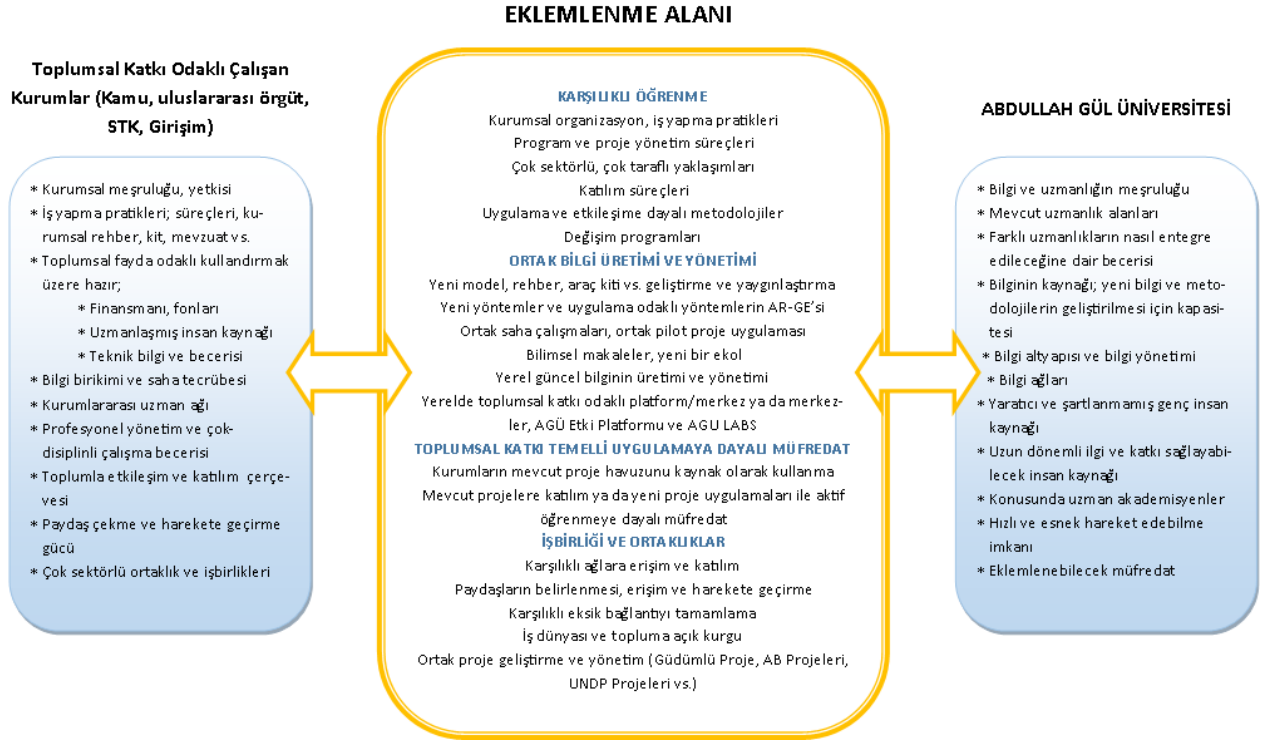 EKLEMLENME ALANI
Toplumsal Katkı Odaklı Çalışan
Kurumlar (Kamu, uluslararası örgüt,
STK, Girişim)
* Kurumsal meşruluğu, yetkisi
* İş yapma pratikleri; süreçleri, ku-
rumsal rehber, kit, mevzuat vs.
* Toplumsal fayda odaklı kullandırmak
üzere hazır;
* Finansmanı, fonları
* Uzmanlaşmış insan kaynağı
* Teknik bilgi ve becerisi
* Bilgi birikimi ve saha tecrübesi
* Kurumlararası uzman ağı
* Profesyonel yönetim ve çok-
disiplinli çalışma becerisi
* Toplumla etkileşim ve katılım çerçe-
vesi
* Paydaş çekme ve harekete geçirme
gücü
* Çok sektörlü ortaklık ve işbirlikleri
KARŞILIKLI ÖĞRENME
Kurumsal organizasyon, iş yapma pratikleri
Program ve proje yönetim süreçleri
Çok sektörlü, çok taraflı yaklaşımları
Katılım süreçleri
Uygulama ve etkileşime dayalı metodolojiler
Değişim programları
ORTAK BİLGİ ÜRETİMİ VE YÖNETİMİ
Yeni model, rehber, araç kiti vs. geliştirme ve yaygınlaştırma
Yeni yöntemler ve uygulama odaklı yöntemlerin AR-GE’si
Ortak saha çalışmaları, ortak pilot proje uygulaması
Bilimsel makaleler, yeni bir ekol
Yerel güncel bilginin üretimi ve yönetimi
Yerelde toplumsal katkı odaklı platform/merkez ya da merkez-
ler, AGÜ Etki Platformu ve AGU LABS
TOPLUMSAL KATKI TEMELLİ UYGULAMAYA DAYALI MÜFREDAT
Kurumların mevcut proje havuzunu kaynak olarak kullanma
Mevcut projelere katılım ya da yeni proje uygulamaları ile aktif
öğrenmeye dayalı müfredat
İŞBİRLİĞİ VE ORTAKLIKLAR
Karşılıklı ağlara erişim ve katılım
Paydaşların belirlenmesi, erişim ve harekete geçirme
Karşılıklı eksik bağlantıyı tamamlama
İş dünyası ve topluma açık kurgu
Ortak proje geliştirme ve yönetim (Güdümlü Proje, AB Projeleri,
UNDP Projeleri vs.)
ABDULLAH GÜL ÜNİVERSİTESİ
* Bilgi ve uzmanlığın meşruluğu
* Mevcut uzmanlık alanları
* Farklı uzmanlıkların nasıl entegre
edileceğine dair becerisi
* Bilginin kaynağı; yeni bilgi ve meto-
dolojilerin geliştirilmesi için kapasi-
tesi
* Bilgi altyapısı ve bilgi yönetimi
* Bilgi ağları
* Yaratıcı ve şartlanmamış genç insan
kaynağı
* Uzun dönemli ilgi ve katkı sağlayabi-
lecek insan kaynağı
* Konusunda uzman akademisyenler
* Hızlı ve esnek hareket edebilme
imkanı
* Eklemlenebilecek müfredat